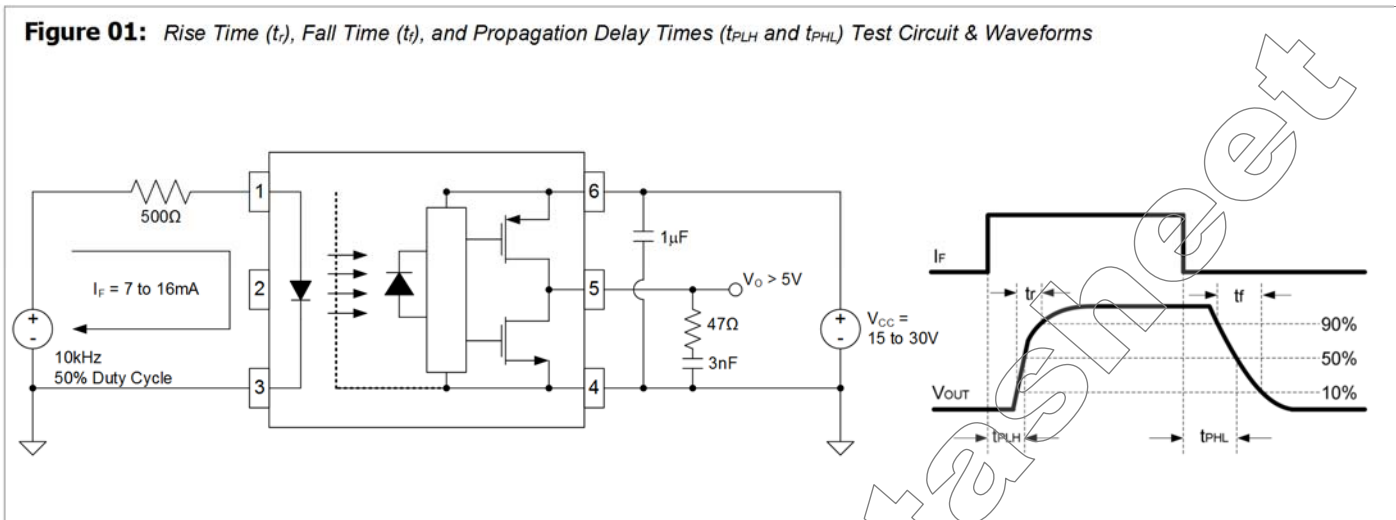 Figure 01: Rise Time (tr), Fall Time (tf), and Propagation Delay Times (tPLH and tPHL) Test Circuit & Waveforms
500Ω
IF = 7 to 16mA
+
-
10kHz
50% Duty Cycle
1
2
3
6
5
4
1µF
VO > 5V
47Ω
3nF
+
-
VCC =
15 to 30V
IF
tr
tf
90%
50%
10%
VOUT
tPLH
tPHL
tasheet